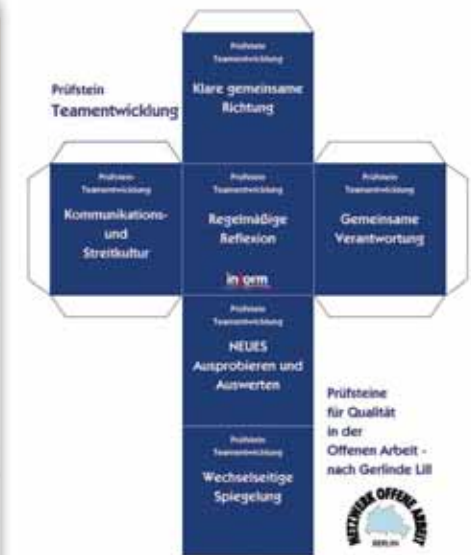 Prüfstein
Teamentwicklung
Klare gemeinsame
Richtung
Prüfstein
Teamentwicklung
Prüfstein
Teamentwicklung
Kommunikations-
und
Streitkultur
Prüfstein
Teamentwicklung
Regelmäßige
Reflexion
inform
Prüfstein
Teamentwicklung
Gemeinsame
Verantwortung
Prüfstein
Teamentwicklung
NEUES
Ausprobieren und
Auswerten
Prüfstein
Teamentwicklung
Wechselseitige
Spiegelung
Prüfsteine
für Qualität
in der
Offenen Arbeit -
nach Gerlinde Lill
NETZWERK OFFENE ARBEIT
BERLIN